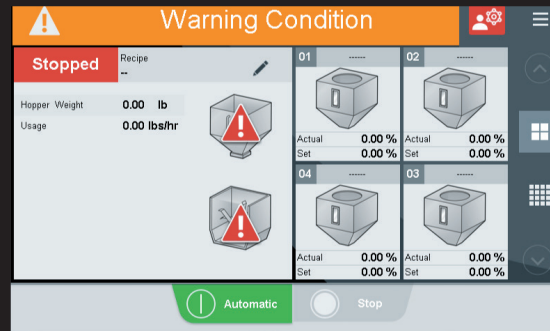 Warning Condition
Stopped
Recipe
--
Hopper Weight 0.00 lb
Usage 0.00 lbs/hr
01 ------
Actual 0.00 %
Set 0.00 %
02 ------
Actual 0.00 %
Set 0.00 %
04 ------
Actual 0.00 %
Set 0.00 %
03 ------
Actual 0.00 %
Set 0.00 %
Automatic
Stop